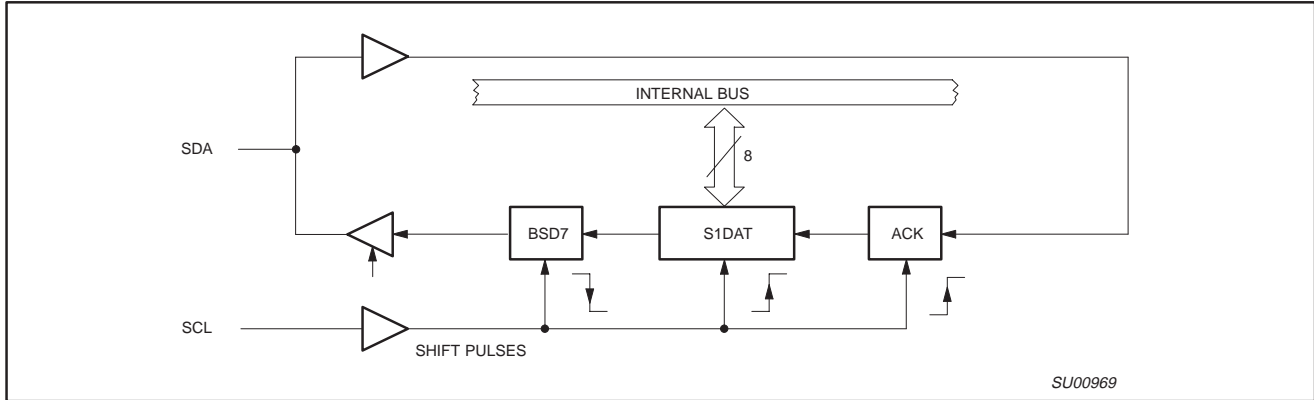 INTERNAL BUS
SDA
8
BSD7
S1DAT
ACK
SCL
SHIFT PULSES
SU00969